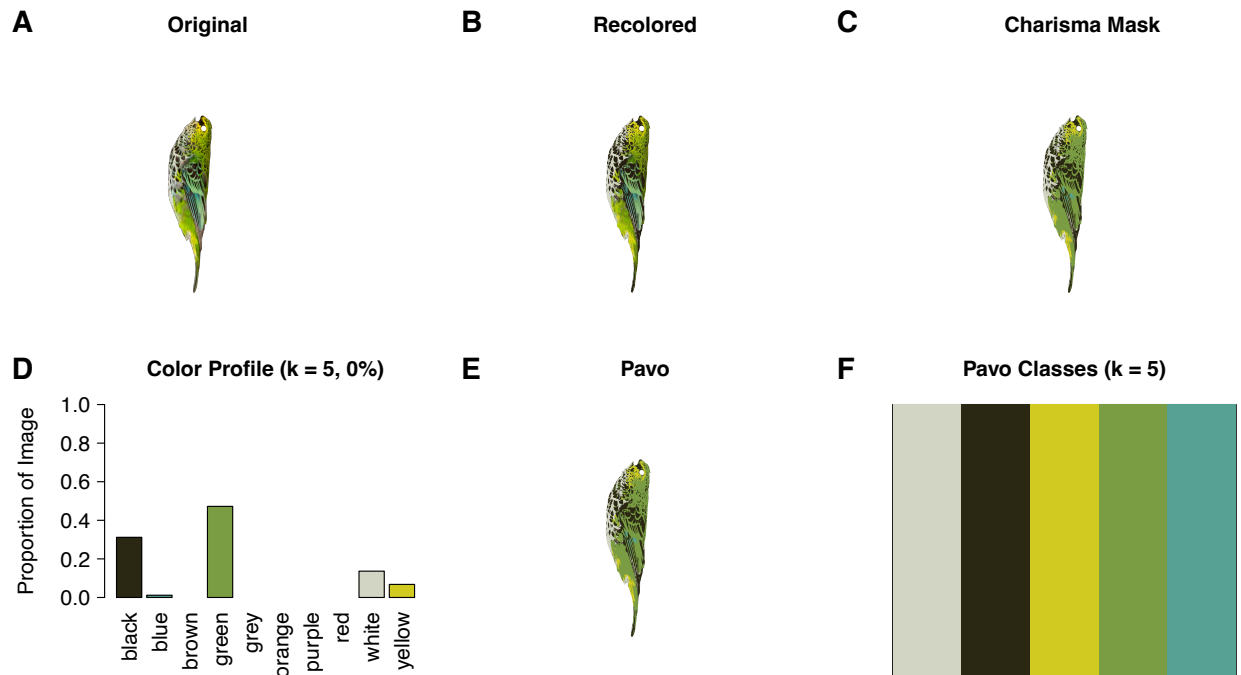 A Original
B Recolored
C Charisma Mask
D Color Profile (k = 5, 0%)
Proportion of Image
1.0
0.8
0.6
0.4
0.2
0.0
black
blue
brown
green
grey
orange
purple
red
white
yellow
E Pavo
F Pavo Classes (k = 5)